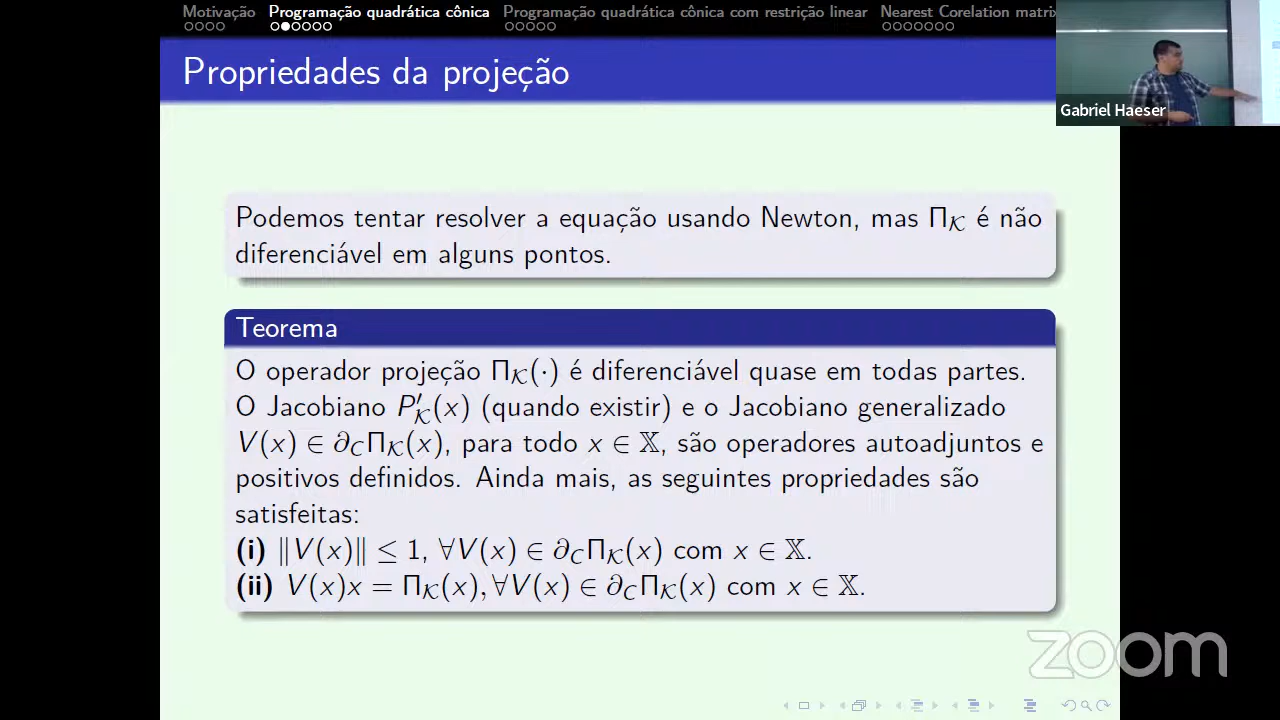 Motivação Programação quadrática cônica Programação quadrática cônica com restrição linear Nearest Corelation matrix
Propriedades da projeção
Gabriel Haeser
Podemos tentar resolver a equação usando Newton, mas Π𝒦 é não
diferenciável em alguns pontos.
Teorema
O operador projeção Π𝒦(·) é diferenciável quase em todas partes.
O Jacobiano P′𝒦(x) (quando existir) e o Jacobiano generalizado
V(x) ∈ ∂CΠ𝒦(x), para todo x ∈ 𝕏, são operadores autoadjuntos e
positivos definidos. Ainda mais, as seguintes propriedades são
satisfeitas:
(i) ‖V(x)‖ ≤ 1, ∀V(x) ∈ ∂CΠ𝒦(x) com x ∈ 𝕏.
(ii) V(x)x = Π𝒦(x), ∀V(x) ∈ ∂CΠ𝒦(x) com x ∈ 𝕏.
zoom